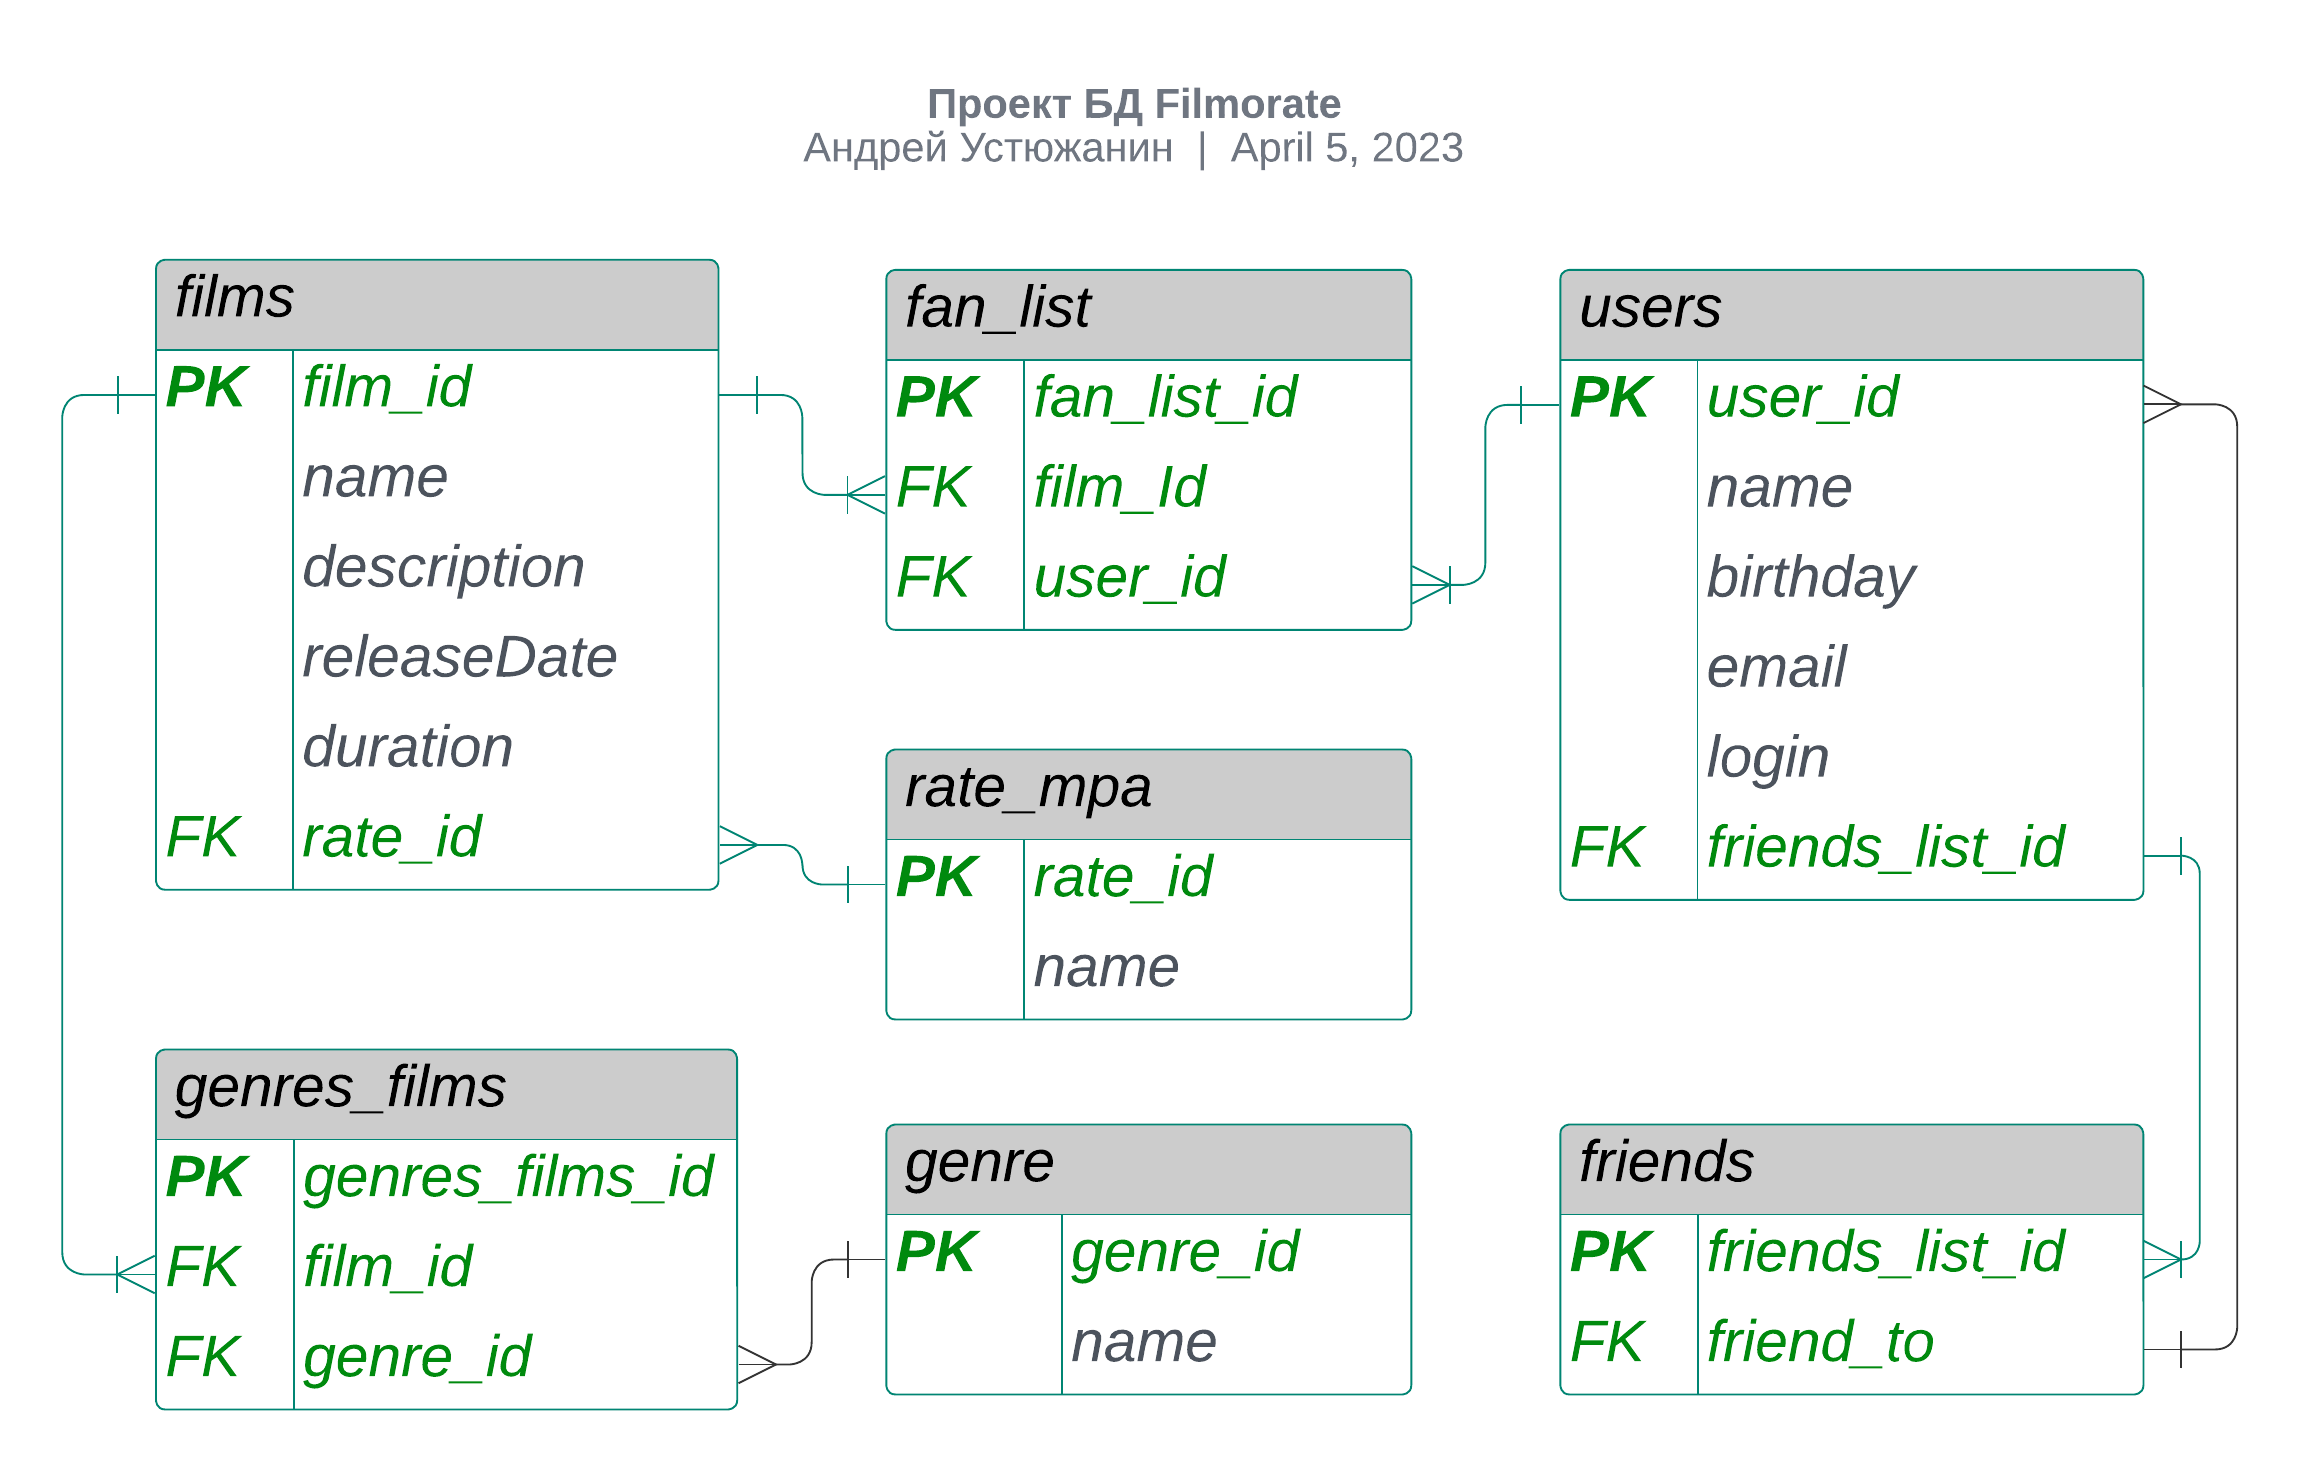 Проект БД Filmorate
Андрей Устюжанин | April 5, 2023
films
PK film_id
name
description
releaseDate
duration
FK rate_id
fan_list
PK fan_list_id
FK film_Id
FK user_id
users
PK user_id
name
birthday
email
login
FK friends_list_id
rate_mpa
PK rate_id
name
genres_films
PK genres_films_id
FK film_id
FK genre_id
genre
PK genre_id
name
friends
PK friends_list_id
FK friend_to